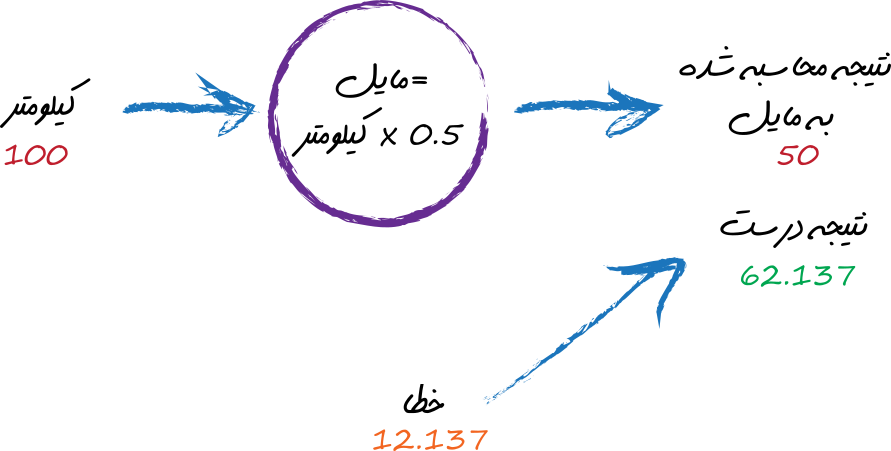 کیلومتر
100
مایل=
کیلومتر x 0.5
نتیجه محاسبه شده
به مایل
50
نتیجه درست
62.137
خطا
12.137